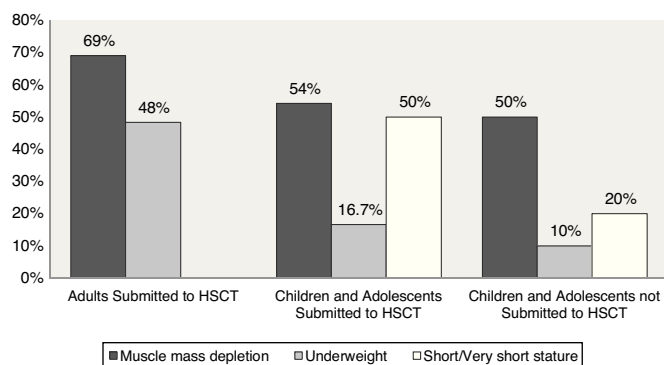 80%
70%
60%
50%
40%
30%
20%
10%
0%
69%
48%
54%
16.7%
50%
50%
10%
20%
Adults Submitted to HSCT
Children and Adolescents
Submitted to HSCT
Children and Adolescents not
Submitted to HSCT
Muscle mass depletion
Underweight
Short/Very short stature